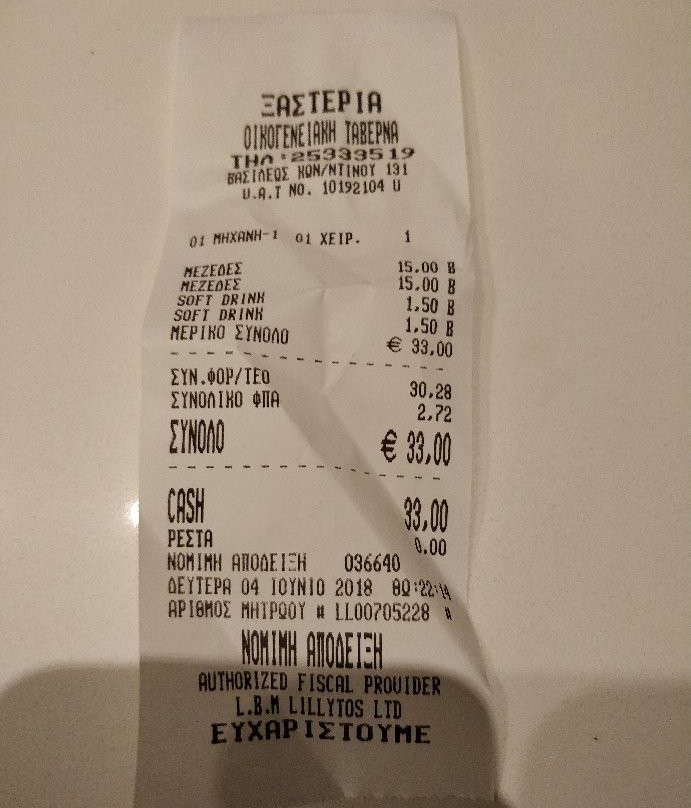 ΞΑΣΤΕΡΙΑ
ΟΙΚΟΓΕΝΕΙΑΚΗ ΤΑΒΕΡΝΑ
ΤΗΛ:25333519
ΒΑΣΙΛΕΩΣ ΚΩΝ/ΝΤΙΝΟΥ 131
U.A.T NO. 10192104 U
01 ΜΗΧΑΝΗ-1 01 ΧΕΙΡ. 1
ΜΕΖΕΔΕΣ 15.00 B
ΜΕΖΕΔΕΣ 15.00 B
SOFT DRINK 1.50 B
SOFT DRINK 1.50 B
ΜΕΡΙΚΟ ΣΥΝΟΛΟ € 33,00
ΣΥΝ.ΦΟΡ/ΤΕΟ 30.28
ΣΥΝΟΛΙΚΟ ΦΠΑ 2,72
ΣΥΝΟΛΟ € 33,00
CASH 33,00
ΡΕΣΤΑ 0.00
ΝΟΜΙΜΗ ΑΠΟΔΕΙΞΗ 036640
ΔΕΥΤΕΡΑ 04 ΙΟΥΝΙΟ 2018
ΑΡΙΘΜΟΣ ΜΗΤΡΩΟΥ # LL00705228 #
ΝΟΜΙΜΗ ΑΠΟΔΕΙΞΗ
AUTHORIZED FISCAL PROUIDER
L.B.M LILLYTOS LTD
ΕΥΧΑΡΙΣΤΟΥΜΕ